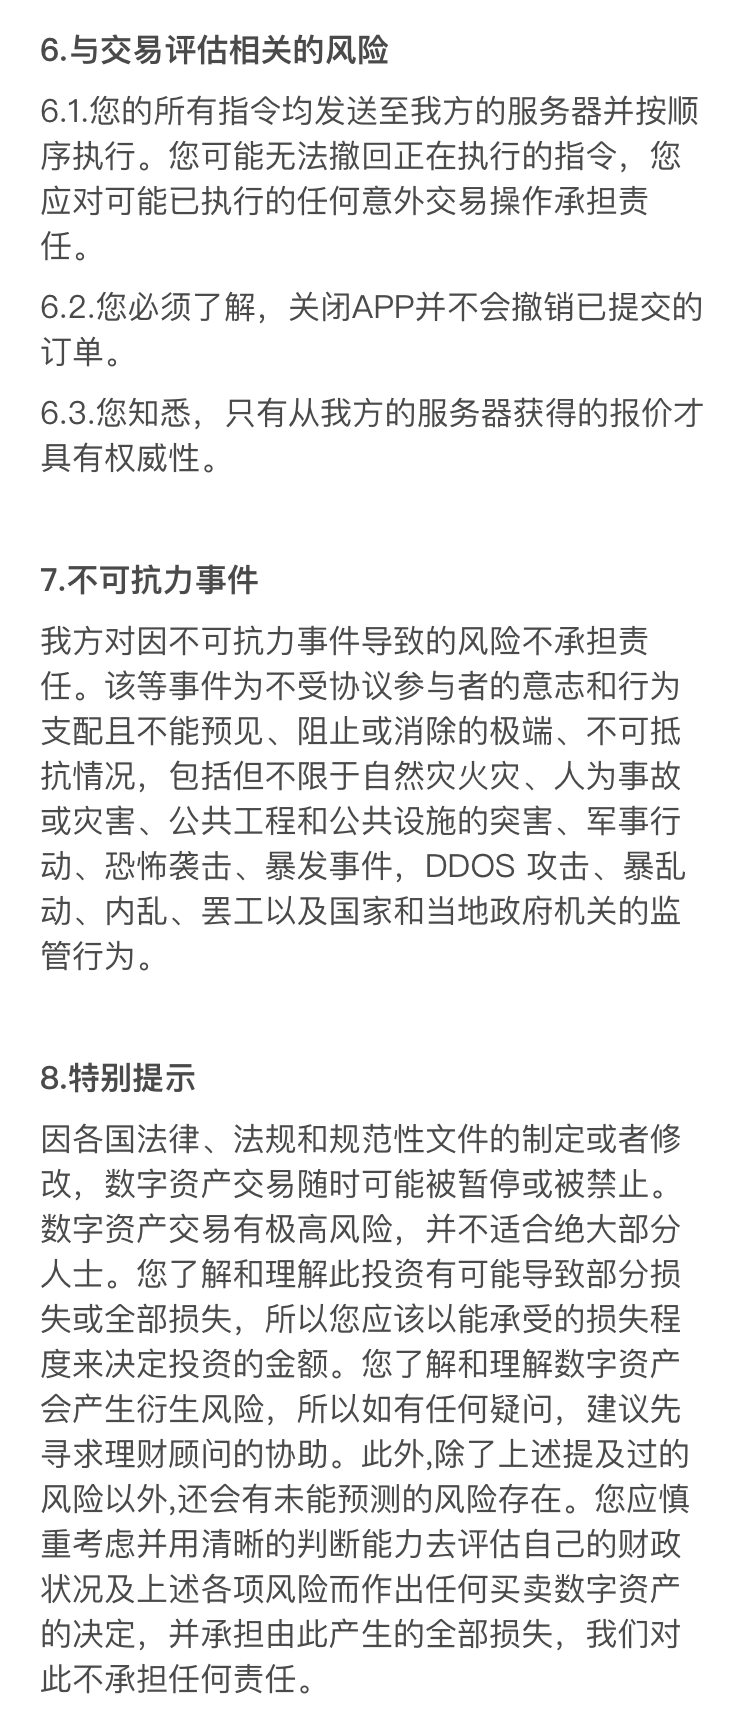 6.与交易评估相关的风险
6.1.您的所有指令均发送至我方的服务器并按顺
序执行。您可能无法撤回正在执行的指令，您
应对可能已执行的任何意外交易操作承担责
任。
6.2.您必须了解，关闭APP并不会撤销已提交的
订单。
6.3.您知悉，只有从我方的服务器获得的报价才
具有权威性。
7.不可抗力事件
我方对因不可抗力事件导致的风险不承担责
任。该等事件为不受协议参与者的意志和行为
支配且不能预见、阻止或消除的极端、不可抵
抗情况，包括但不限于自然灾火灾、人为事故
或灾害、公共工程和公共设施的突害、军事行
动、恐怖袭击、暴发事件，DDOS 攻击、暴乱
动、内乱、罢工以及国家和当地政府机关的监
管行为。
8.特别提示
因各国法律、法规和规范性文件的制定或者修
改，数字资产交易随时可能被暂停或被禁止。
数字资产交易有极高风险，并不适合绝大部分
人士。您了解和理解此投资有可能导致部分损
失或全部损失，所以您应该以能承受的损失程
度来决定投资的金额。您了解和理解数字资产
会产生衍生风险，所以如有任何疑问，建议先
寻求理财顾问的协助。此外,除了上述提及过的
风险以外,还会有未能预测的风险存在。您应慎
重考虑并用清晰的判断能力去评估自己的财政
状况及上述各项风险而作出任何买卖数字资产
的决定，并承担由此产生的全部损失，我们对
此不承担任何责任。